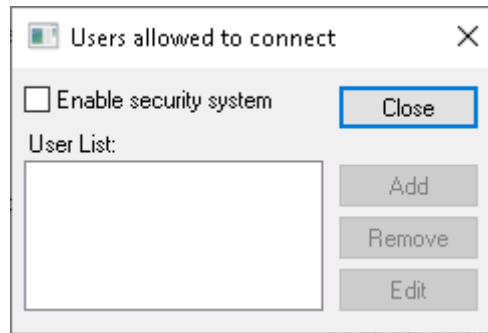 Users allowed to connect
Enable security system
Close
User List:
Add
Remove
Edit